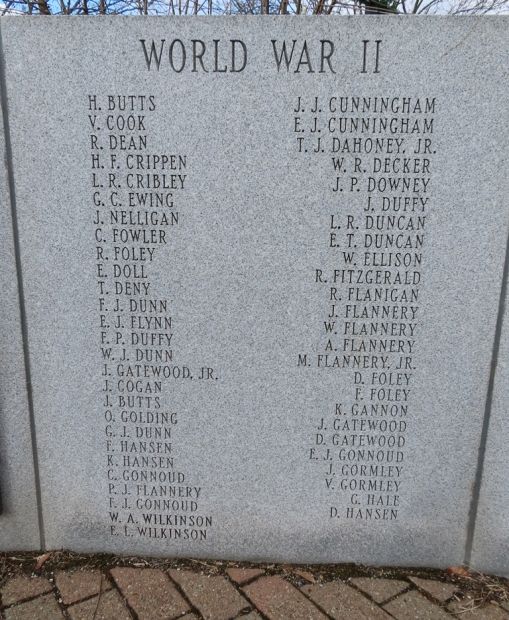 WORLD WAR II
H. BUTTS
V. COOK
R. DEAN
H. F. CRIPPEN
L. R. CRIBLEY
G. C. EWING
J. NELLIGAN
C. FOWLER
R. FOLEY
E. DOLL
T. DENY
F. J. DUNN
E. J. FLYNN
F. P. DUFFY
W. J. DUNN
J. GATEWOOD, JR.
J. COGAN
J. BUTTS
O. GOLDING
G. J. DUNN
F. HANSEN
K. HANSEN
C. GONNOUD
P. J. FLANNERY
F. J. GONNOUD
W. A. WILKINSON
E. L. WILKINSON
J. J. CUNNINGHAM
E. J. CUNNINGHAM
T. J. DAHONEY, JR.
W. R. DECKER
J. P. DOWNEY
J. DUFFY
L. R. DUNCAN
E. T. DUNCAN
W. ELLISON
R. FITZGERALD
R. FLANIGAN
J. FLANNERY
W. FLANNERY
A. FLANNERY
M. FLANNERY, JR.
D. FOLEY
F. FOLEY
K. GANNON
J. GATEWOOD
D. GATEWOOD
E. J. GONNOUD
J. GORMLEY
V. GORMLEY
G. HALE
D. HANSEN